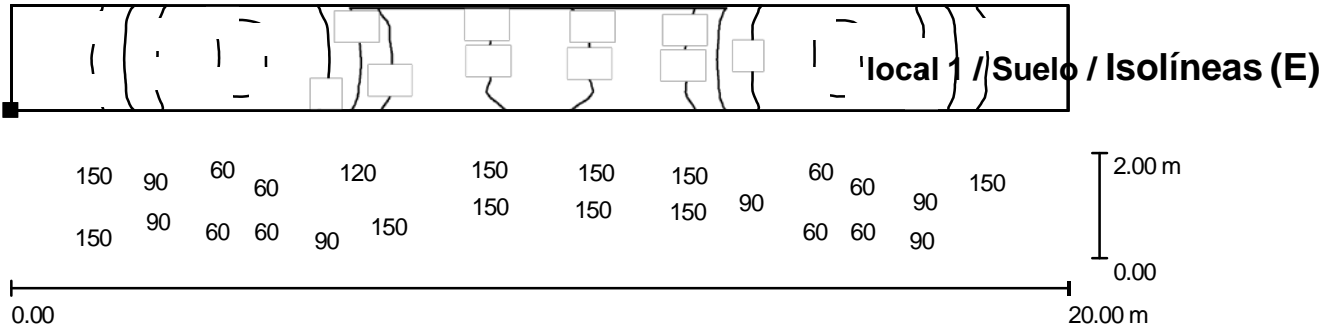 local 1 / Suelo / Isolíneas (E)
150 90 60 60 120 150 150 150 60 60 90 150 2.00 m
150 90 60 60 90 150 150 150 150 90 60 60 90
0.00
0.00 20.00 m